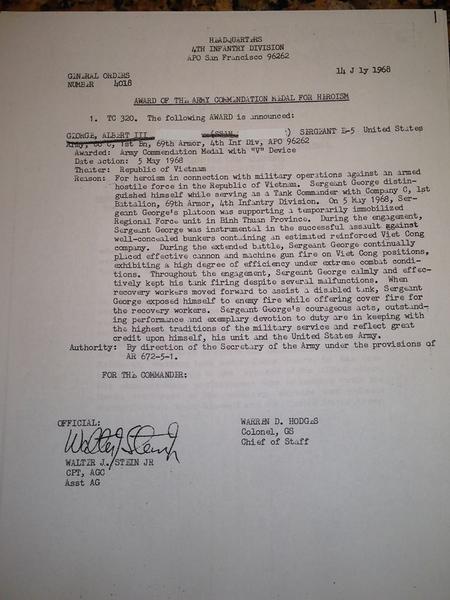 HEADQUARTERS
4TH INFANTRY DIVISION
APO San Francisco 96262
GENERAL ORDERS 14 J ly 1968
NUMBER 4018
AWARD OF THE ARMY COMMENDATION MEDAL FOR HEROISM
1. TC 320. The following AWARD is announced:
GEORGE, ALBERT III ) SERGEANT E-5 United States
Army, Co C, 1st Bn, 69th Armor, 4th Inf Div, APO 96262
Awarded: Army Commendation Medal with "V" Device
Date action: 5 May 1968
Theater: Republic of Vietnam
Reason: For heroism in connection with military operations against an armed
hostile force in the Republic of Vietnam. Sergeant George distin-
guished himself while serving as a Tank Commander with Company C, 1st
Battalion, 69th Armor, 4th Infantry Division. On 5 May 1968, Ser-
geant George's platoon was supporting a temporarily immobilized
Regional Force unit in Binh Thuan Province. During the engagement,
Sergeant George was instrumental in the successful assault against
well-concealed bunkers containing an estimated reinforced Viet Cong
company. During the extended battle, Sergeant George continually
placed effective cannon and machine gun fire on Viet Cong positions,
exhibiting a high degree of efficiency under extreme combat condi-
tions. Throughout the engagement, Sergeant George calmly and effec-
tively kept his tank firing despite several malfunctions. When
recovery workers moved forward to assist a disabled tank, Sergeant
George exposed himself to enemy fire while offering cover fire for
the recovery workers. Sergeant George's courageous acts, outstand-
ing performance and exemplary devotion to duty are in keeping with
the highest traditions of the military service and reflect great
credit upon himself, his unit and the United States Army.
Authority: By direction of the Secretary of the Army under the provisions of
AR 672-5-1.
FOR THE COMMANDER:
OFFICIAL: WARREN D. HODGES
Colonel, GS
Chief of Staff
Walter J Stein Jr
WALTER J. STEIN JR
CPT, AGC
Asst AG